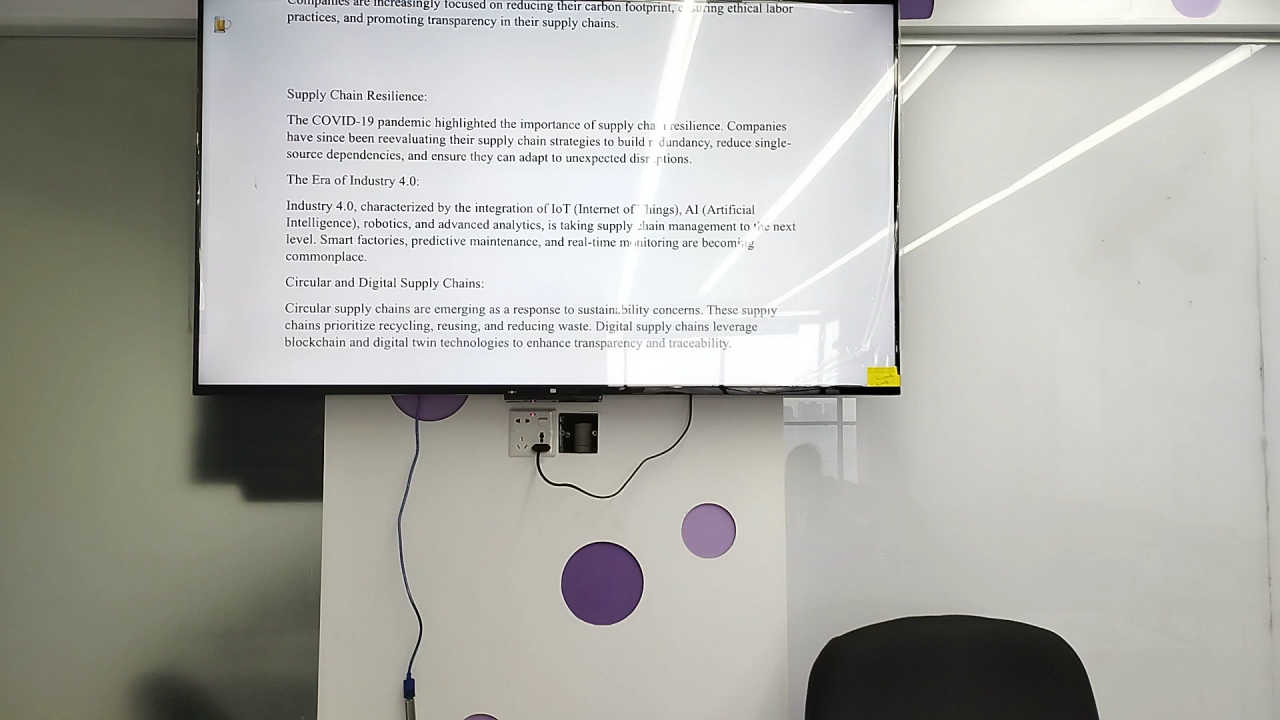 Companies are increasingly focused on reducing their carbon footprint, ensuring ethical labor
practices, and promoting transparency in their supply chains.
Supply Chain Resilience:
The COVID-19 pandemic highlighted the importance of supply chain resilience. Companies
have since been reevaluating their supply chain strategies to build redundancy, reduce single-
source dependencies, and ensure they can adapt to unexpected disruptions.
The Era of Industry 4.0:
Industry 4.0, characterized by the integration of IoT (Internet of Things), AI (Artificial
Intelligence), robotics, and advanced analytics, is taking supply chain management to the next
level. Smart factories, predictive maintenance, and real-time monitoring are becoming
commonplace.
Circular and Digital Supply Chains:
Circular supply chains are emerging as a response to sustainability concerns. These supply
chains prioritize recycling, reusing, and reducing waste. Digital supply chains leverage
blockchain and digital twin technologies to enhance transparency and traceability.